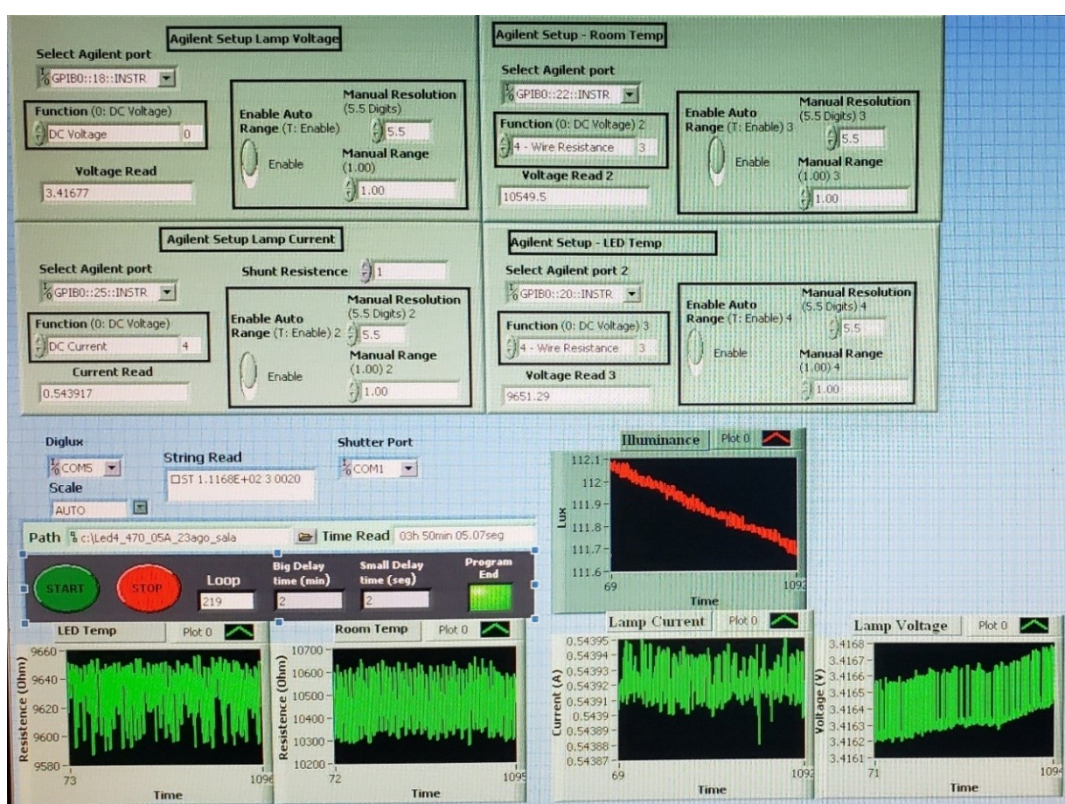 Agilent Setup Lamp Voltage
Select Agilent port
GPIB0::18::INSTR
Function (0: DC Voltage)
DC Voltage 0
Voltage Read
3.41677
Enable Auto
Range (T: Enable)
Enable
Manual Resolution
(5.5 Digits)
5.5
Manual Range
(1.00)
1.00
Agilent Setup - Room Temp
Select Agilent port
GPIB0::22::INSTR
Function (0: DC Voltage) 2
4 - Wire Resistance 3
Voltage Read 2
10549.5
Enable Auto
Range (T: Enable) 3
Enable
Manual Resolution
(5.5 Digits) 3
5.5
Manual Range
(1.00) 3
1.00
Agilent Setup Lamp Current
Select Agilent port
GPIB0::25::INSTR
Function (0: DC Voltage)
DC Current 4
Current Read
0.543917
Shunt Resistence 1
Enable Auto
Range (T: Enable) 2
Enable
Manual Resolution
(5.5 Digits) 2
5.5
Manual Range
(1.00) 2
1.00
Agilent Setup - LED Temp
Select Agilent port 2
GPIB0::20::INSTR
Function (0: DC Voltage) 3
4 - Wire Resistance 3
Voltage Read 3
9651.29
Enable Auto
Range (T: Enable) 4
Enable
Manual Resolution
(5.5 Digits) 4
5.5
Manual Range
(1.00) 4
1.00
Diglux
COM5
Scale
AUTO
String Read
ST 1.1168E+02 3 0020
Shutter Port
COM1
Path c:\Led4_470_05A_23ago_sala
Time Read 03h 50min 05.07seg
START
STOP
Loop
219
Big Delay
time (min)
2
Small Delay
time (seg)
2
Program
End
Illuminance Plot 0
Lux
112.1
112
111.9
111.8
111.7
111.6
69 1092
Time
LED Temp Plot 0
Resistence (Ohm)
9660
9640
9620
9600
9580
73 1096
Time
Room Temp Plot 0
Resistence (Ohm)
10700
10600
10500
10400
10300
10200
72 1095
Time
Lamp Current Plot 0
Current (A)
0.54395
0.54394
0.54393
0.54392
0.54391
0.5439
0.54389
0.54388
0.54387
69 1092
Time
Lamp Voltage Plot 0
Voltage (V)
3.4168
3.4167
3.4166
3.4165
3.4164
3.4163
3.4162
3.4161
71 1094
Time